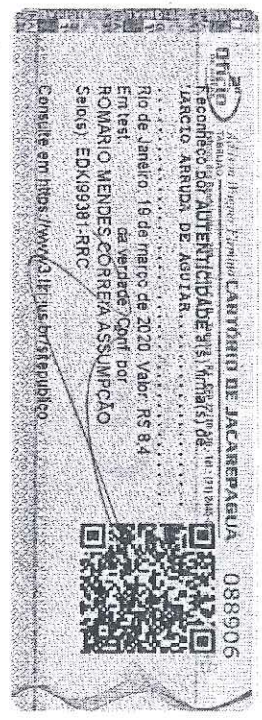 CARTÓRIO DE JACAREPAGUÁ 088906
TABELIÃO
Reconheço por AUTENTICIDADE a(s) firma(s) de:
JARCIO ARRUDA DE AGUIAR
Rio de Janeiro, 19 de março de 2020. Valor: R$ 8,4
Em test. da verdade. Conf. por
ROMARIO MENDES CORREA ASSUMPÇÃO
Selo(s): EDKI99381-RRC
Consulte em https://www3.tjrj.jus.br/sitepublico